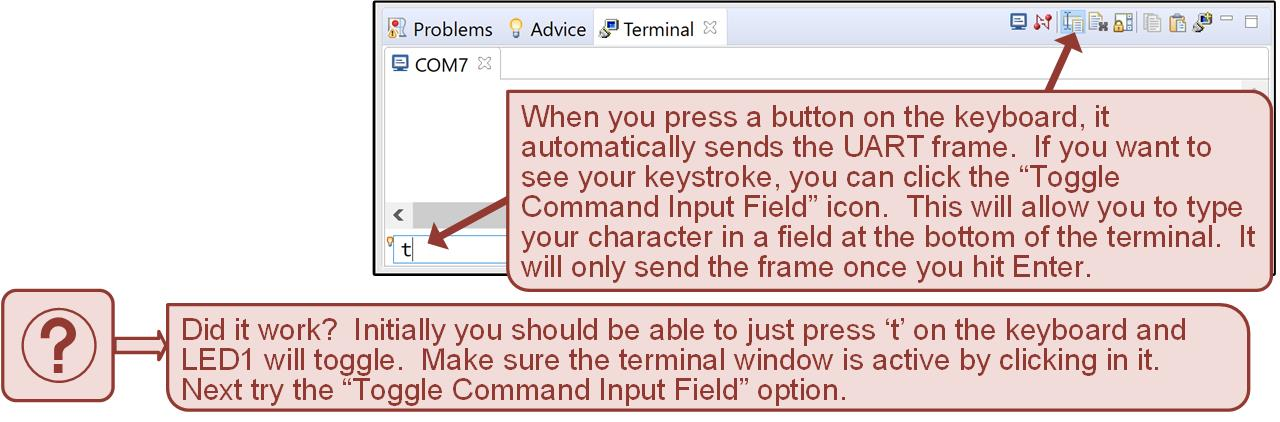 Problems Advice Terminal
COM7
When you press a button on the keyboard, it
automatically sends the UART frame.  If you want to
see your keystroke, you can click the “Toggle
Command Input Field” icon.  This will allow you to type
your character in a field at the bottom of the terminal.  It
will only send the frame once you hit Enter.
t
?
Did it work?  Initially you should be able to just press ‘t’ on the keyboard and
LED1 will toggle.  Make sure the terminal window is active by clicking in it.
Next try the “Toggle Command Input Field” option.